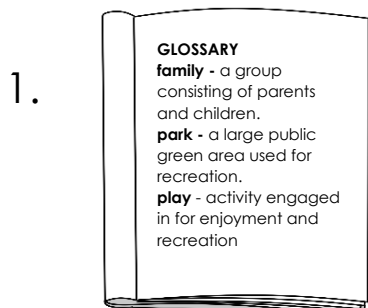 1.
GLOSSARY
family - a group
consisting of parents
and children.
park - a large public
green area used for
recreation.
play - activity engaged
in for enjoyment and
recreation